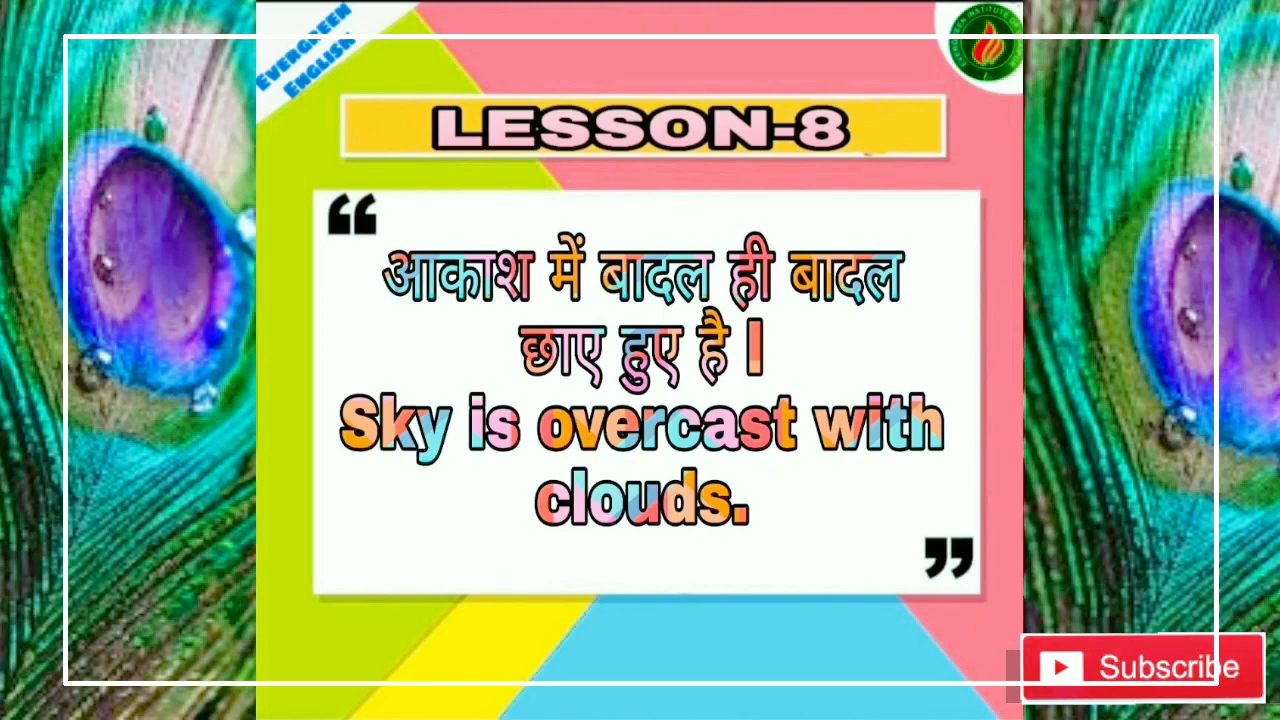 EVERGREEN
ENGLISH
LESSON-8
“
आकाश में बादल ही बादल
छाए हुए है।
Sky is overcast with
clouds.
”
Subscribe